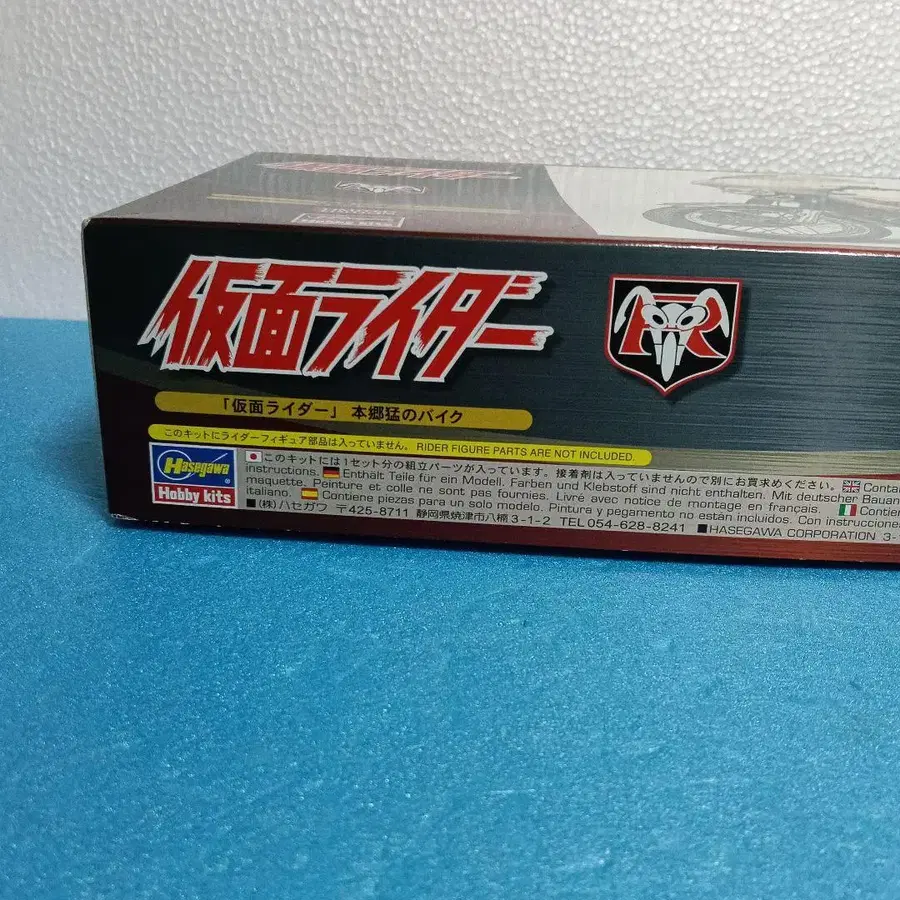 仮面ライダー
「仮面ライダー」 本郷猛のバイク
このキットにライダーフィギュア部品は入っていません。 RIDER FIGURE PARTS ARE NOT INCLUDED.
Hasegawa
Hobby kits
このキットには1セット分の組立パーツが入っています。接着剤は入っていませんので別にお買求めください。 Conta
instructions. Enthält Teile für ein Modell. Farben und Klebstoff sind nicht enthalten. Mit deutscher Bauan
maquette. Peinture et colle ne sont pas fournies. Livré avec notice de montage en français. Contien
italiano. Contiene piezas para un solo modelo. Pintura y pegamento no están incluidos. Con instruccione
■(株)ハセガワ 〒425-8711 静岡県焼津市八楠3-1-2 TEL 054-628-8241 ■HASEGAWA CORPORATION 3-